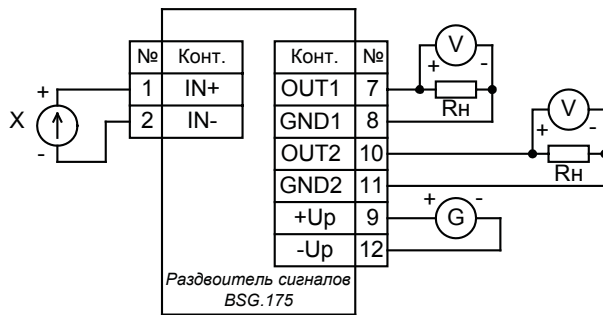 № Конт. Конт. №
V
+ -
+ 1 IN+ OUT1 7
Rн
X 2 IN- GND1 8
-
OUT2 10
V
+ -
Rн
GND2 11
+Up 9 + G -
-Up 12
Раздвоитель сигналов
BSG.175